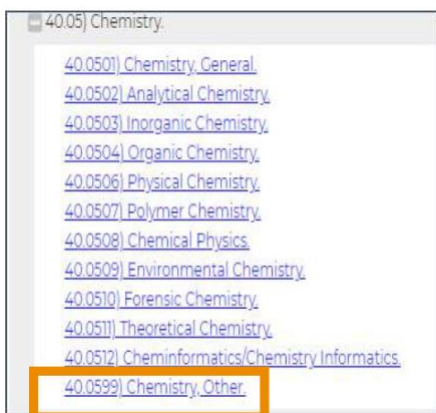 40.05) Chemistry.
40.0501) Chemistry, General.
40.0502) Analytical Chemistry.
40.0503) Inorganic Chemistry.
40.0504) Organic Chemistry.
40.0506) Physical Chemistry.
40.0507) Polymer Chemistry.
40.0508) Chemical Physics.
40.0509) Environmental Chemistry.
40.0510) Forensic Chemistry.
40.0511) Theoretical Chemistry.
40.0512) Cheminformatics/Chemistry Informatics.
40.0599) Chemistry, Other.